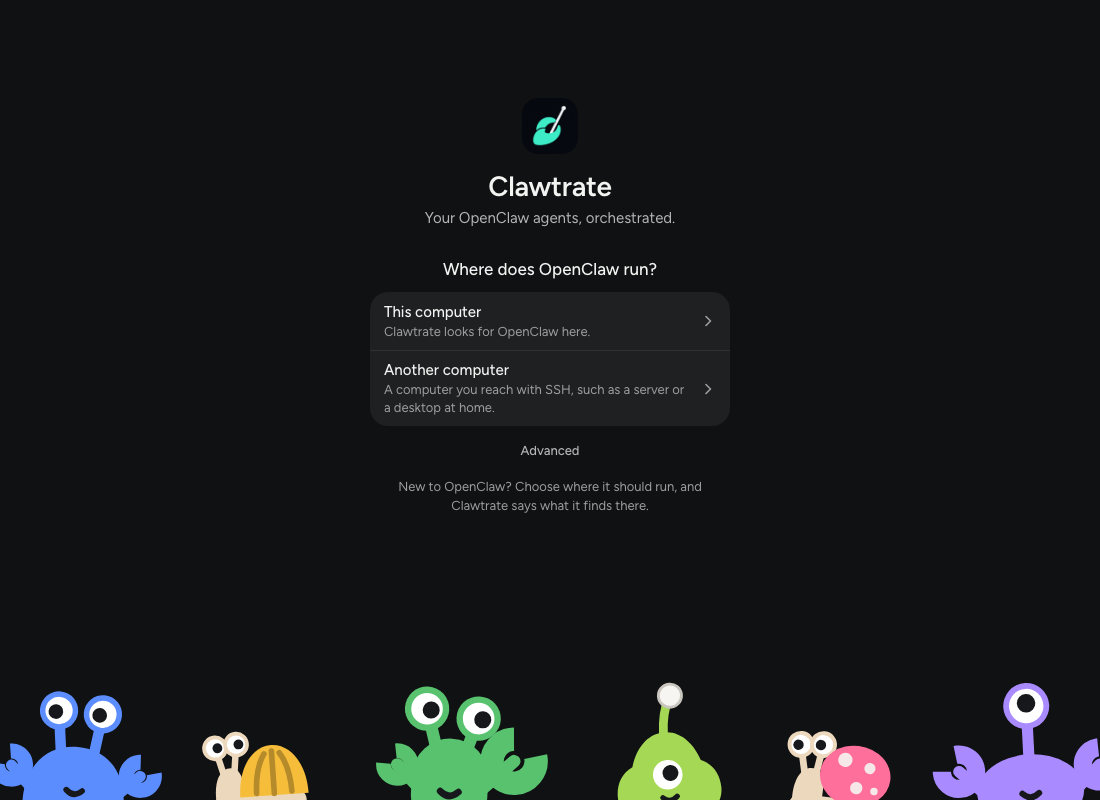 Clawtrate
Your OpenClaw agents, orchestrated.
Where does OpenClaw run?
This computer
Clawtrate looks for OpenClaw here.
Another computer
A computer you reach with SSH, such as a server or
a desktop at home.
Advanced
New to OpenClaw? Choose where it should run, and
Clawtrate says what it finds there.